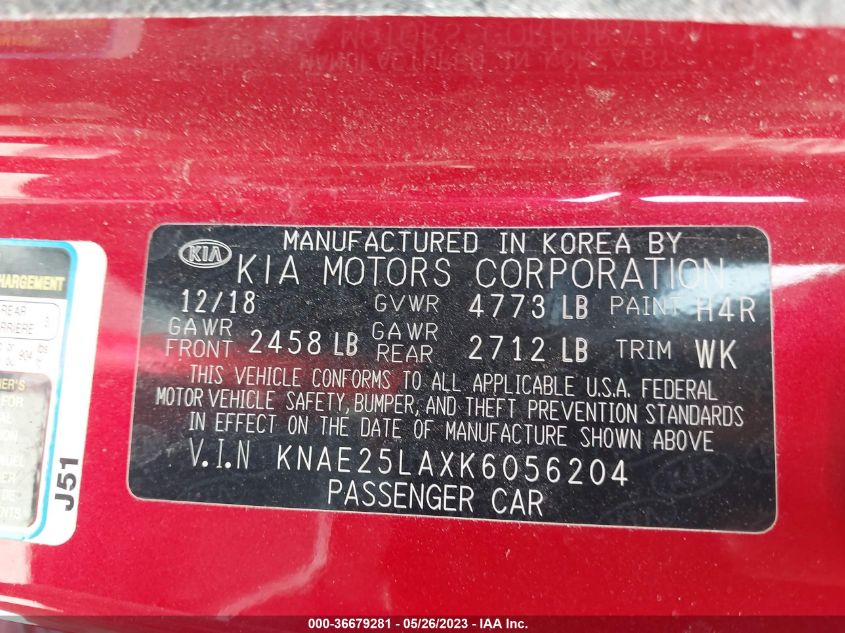 KIA
MANUFACTURED IN KOREA BY
KIA MOTORS CORPORATION
12/18 GVWR 4773 LB PAINT H4R
GAWR FRONT 2458 LB GAWR REAR 2712 LB TRIM WK
THIS VEHICLE CONFORMS TO ALL APPLICABLE U.S.A. FEDERAL
MOTOR VEHICLE SAFETY, BUMPER, AND THEFT PREVENTION STANDARDS
IN EFFECT ON THE DATE OF MANUFACTURE SHOWN ABOVE
V.I.N KNAE25LAXK6056204
PASSENGER CAR
J51
000-36679281 - 05/26/2023 - IAA Inc.